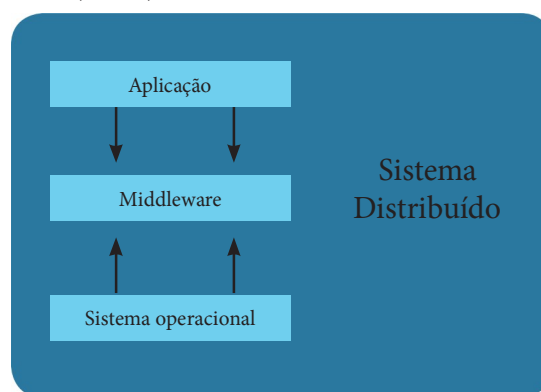 Aplicação
Middleware
Sistema operacional
Sistema
Distribuído